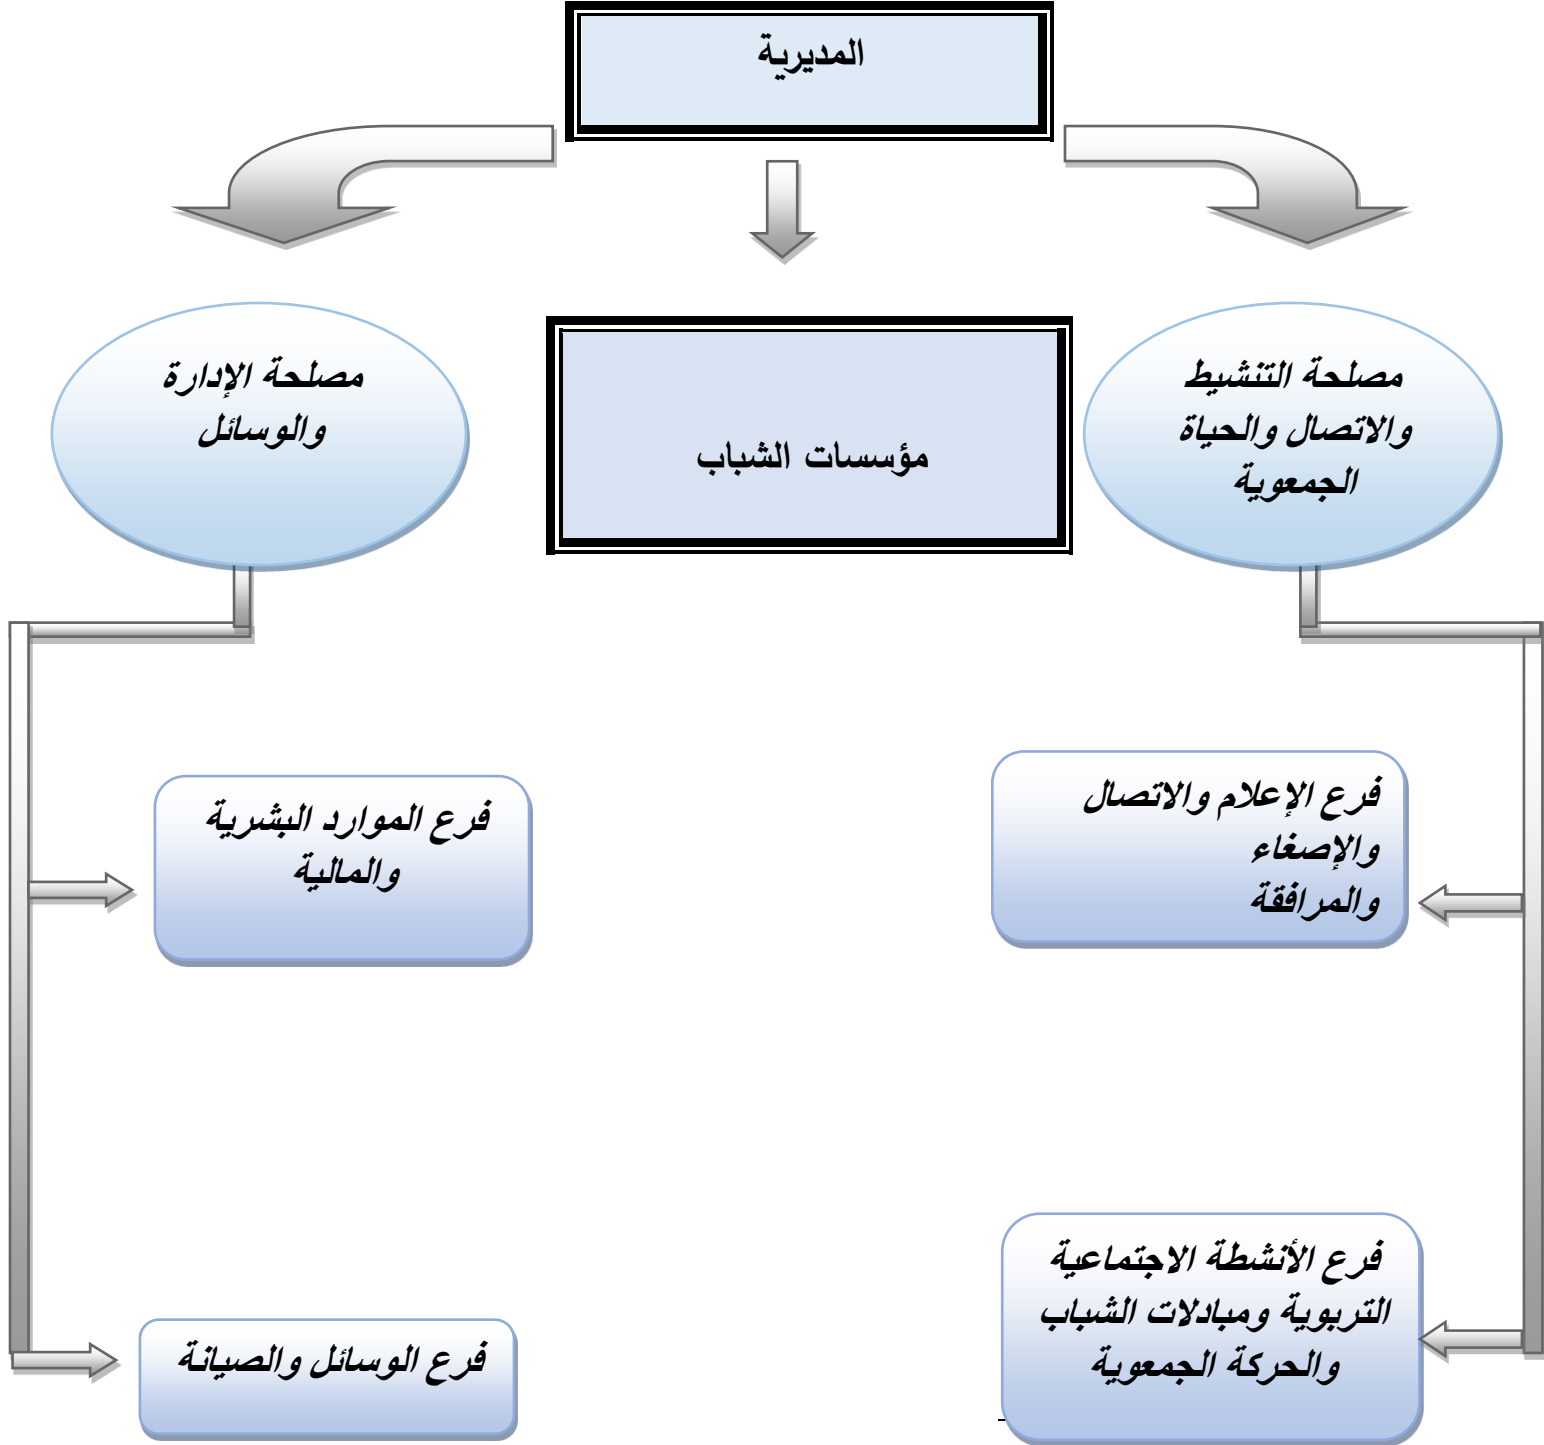 المديرية
مصلحة التنشيط
والاتصال والحياة
الجمعوية
مؤسسات الشباب
مصلحة الإدارة
والوسائل
فرع الإعلام والاتصال
والإصغاء
والمرافقة
فرع الموارد البشرية
والمالية
فرع الأنشطة الاجتماعية
التربوية ومبادلات الشباب
والحركة الجمعوية
فرع الوسائل والصيانة